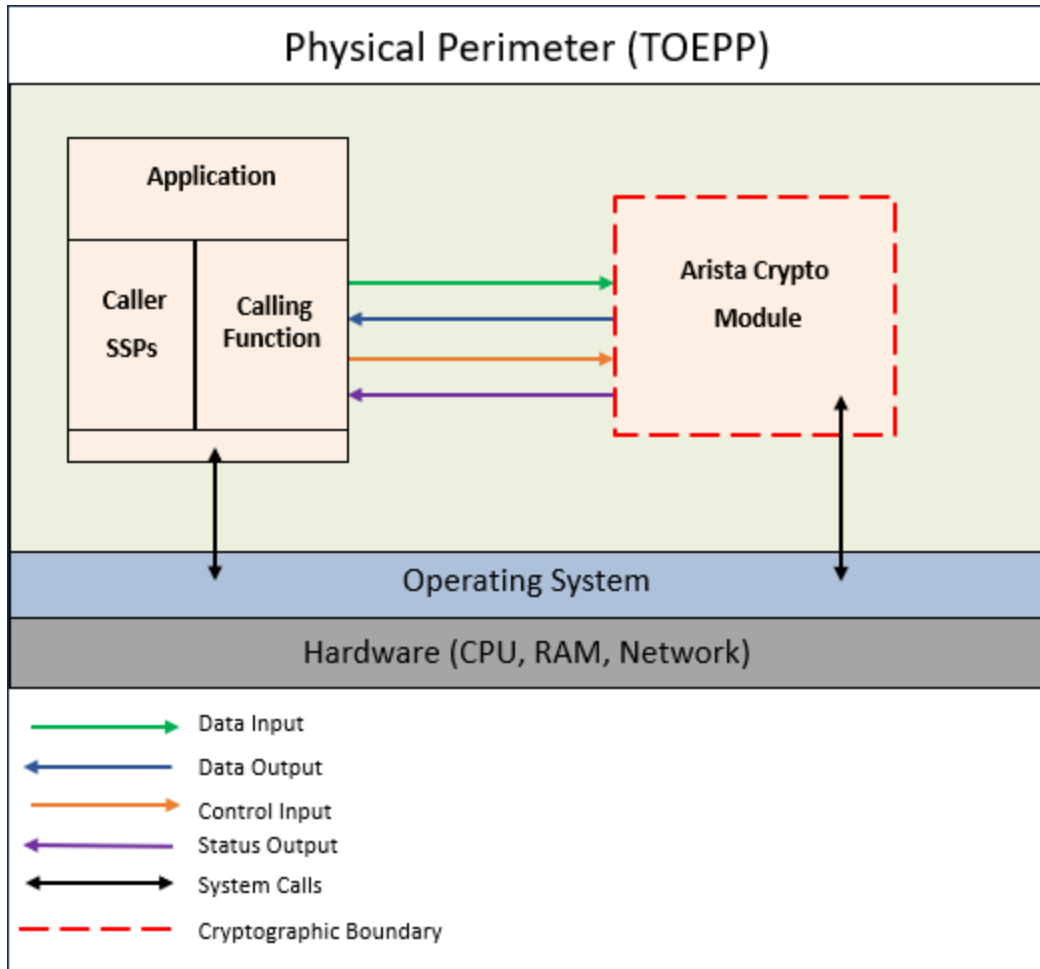 Physical Perimeter (TOEPP)
Application
Caller
SSPs
Calling
Function
Arista Crypto
Module
Operating System
Hardware (CPU, RAM, Network)
Data Input
Data Output
Control Input
Status Output
System Calls
Cryptographic Boundary